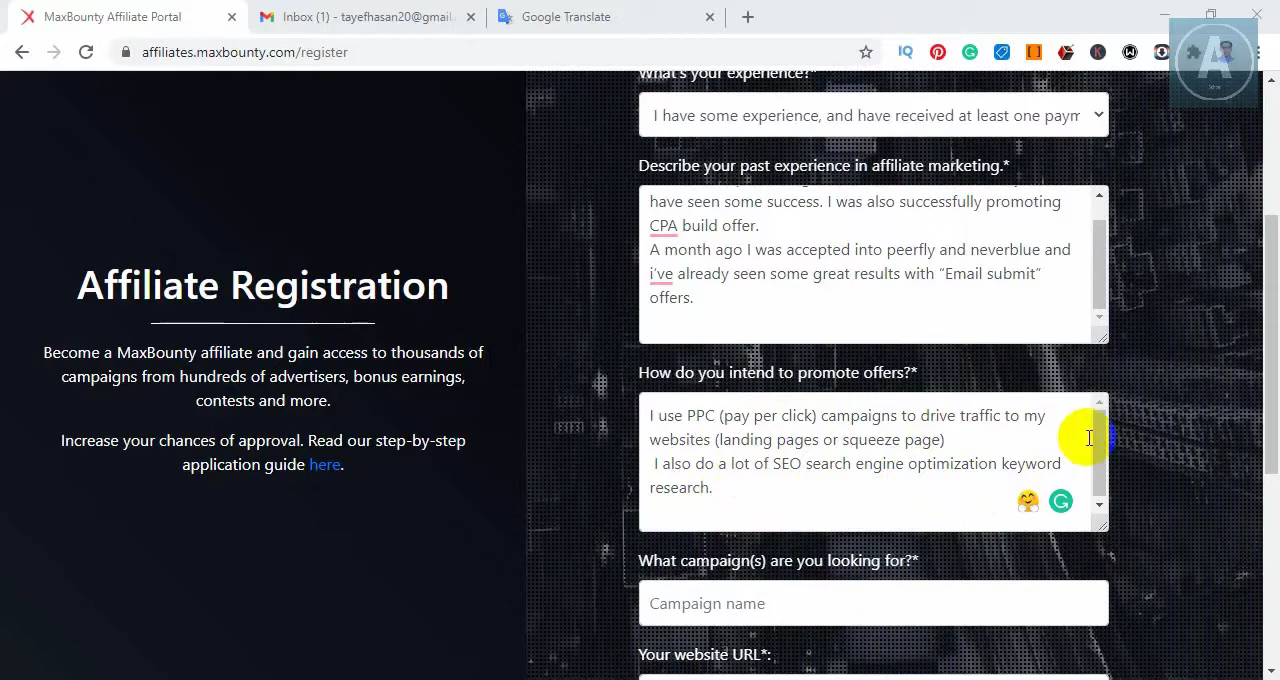 MaxBounty Affiliate Portal
Inbox (1) - tayefhasan20@gmail.
Google Translate
affiliates.maxbounty.com/register
What's your experience?*
I have some experience, and have received at least one paym
Describe your past experience in affiliate marketing.*
have seen some success. I was also successfully promoting
CPA build offer.
A month ago I was accepted into peerfly and neverblue and
i've already seen some great results with “Email submit”
offers.
Affiliate Registration
Become a MaxBounty affiliate and gain access to thousands of
campaigns from hundreds of advertisers, bonus earnings,
contests and more.
Increase your chances of approval. Read our step-by-step
application guide here.
How do you intend to promote offers?*
I use PPC (pay per click) campaigns to drive traffic to my
websites (landing pages or squeeze page)
I also do a lot of SEO search engine optimization keyword
research.
What campaign(s) are you looking for?*
Campaign name
Your website URL*: